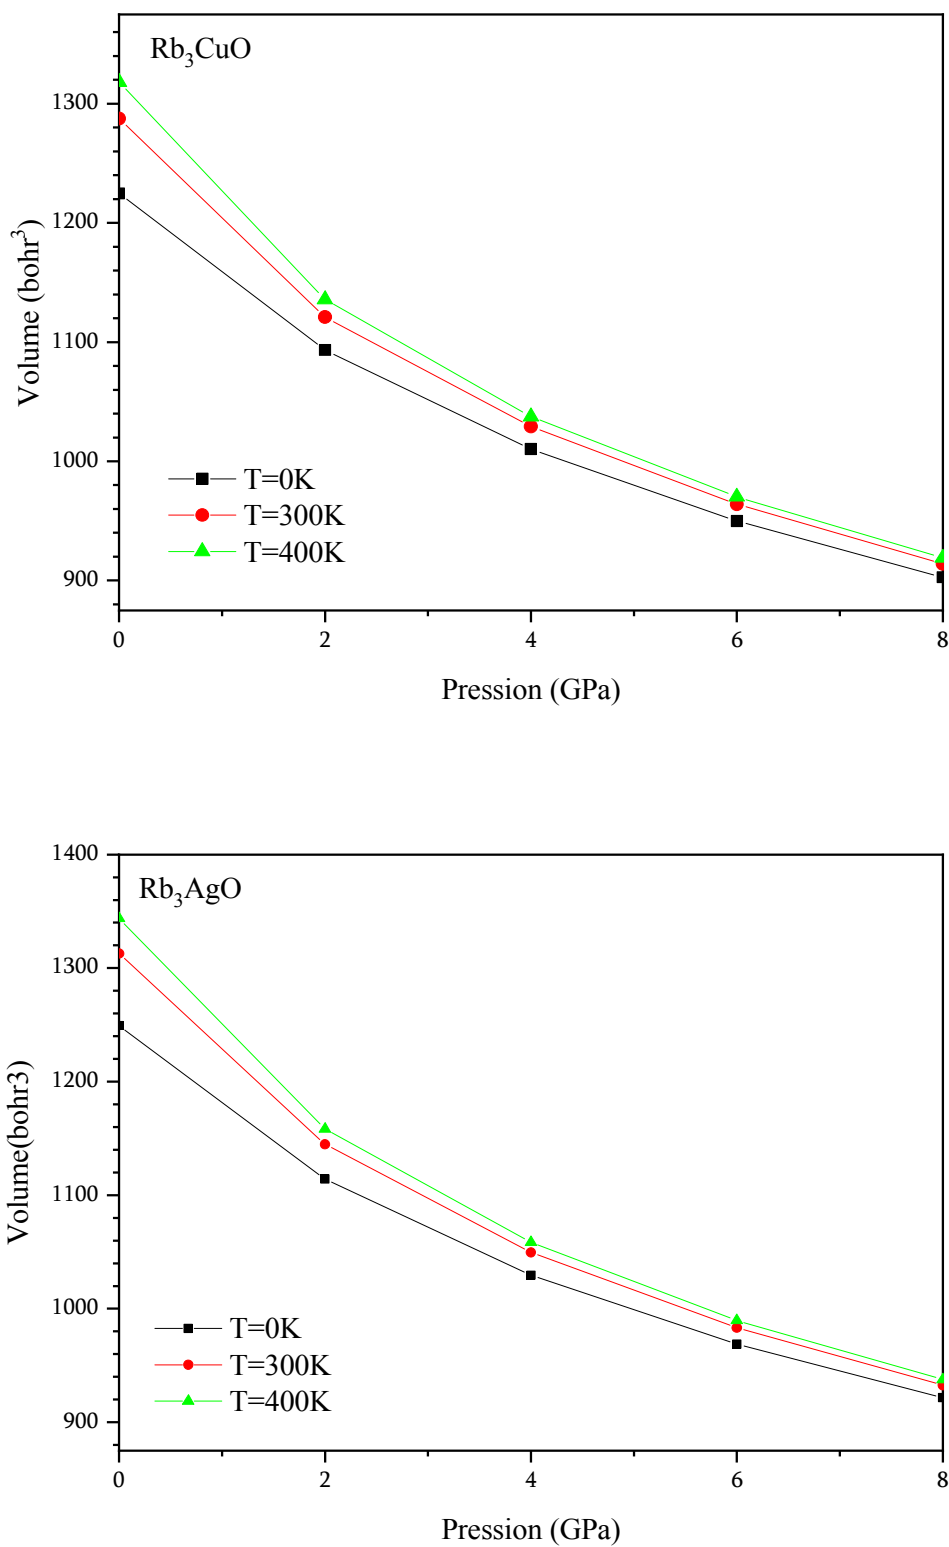 Rb₃CuO
1300
1200
1100
1000
900
Volume (bohr³)
T=0K
T=300K
T=400K
0 2 4 6 8
Pression (GPa)
1400
Rb₃AgO
1300
1200
1100
1000
900
Volume(bohr3)
T=0K
T=300K
T=400K
0 2 4 6 8
Pression (GPa)